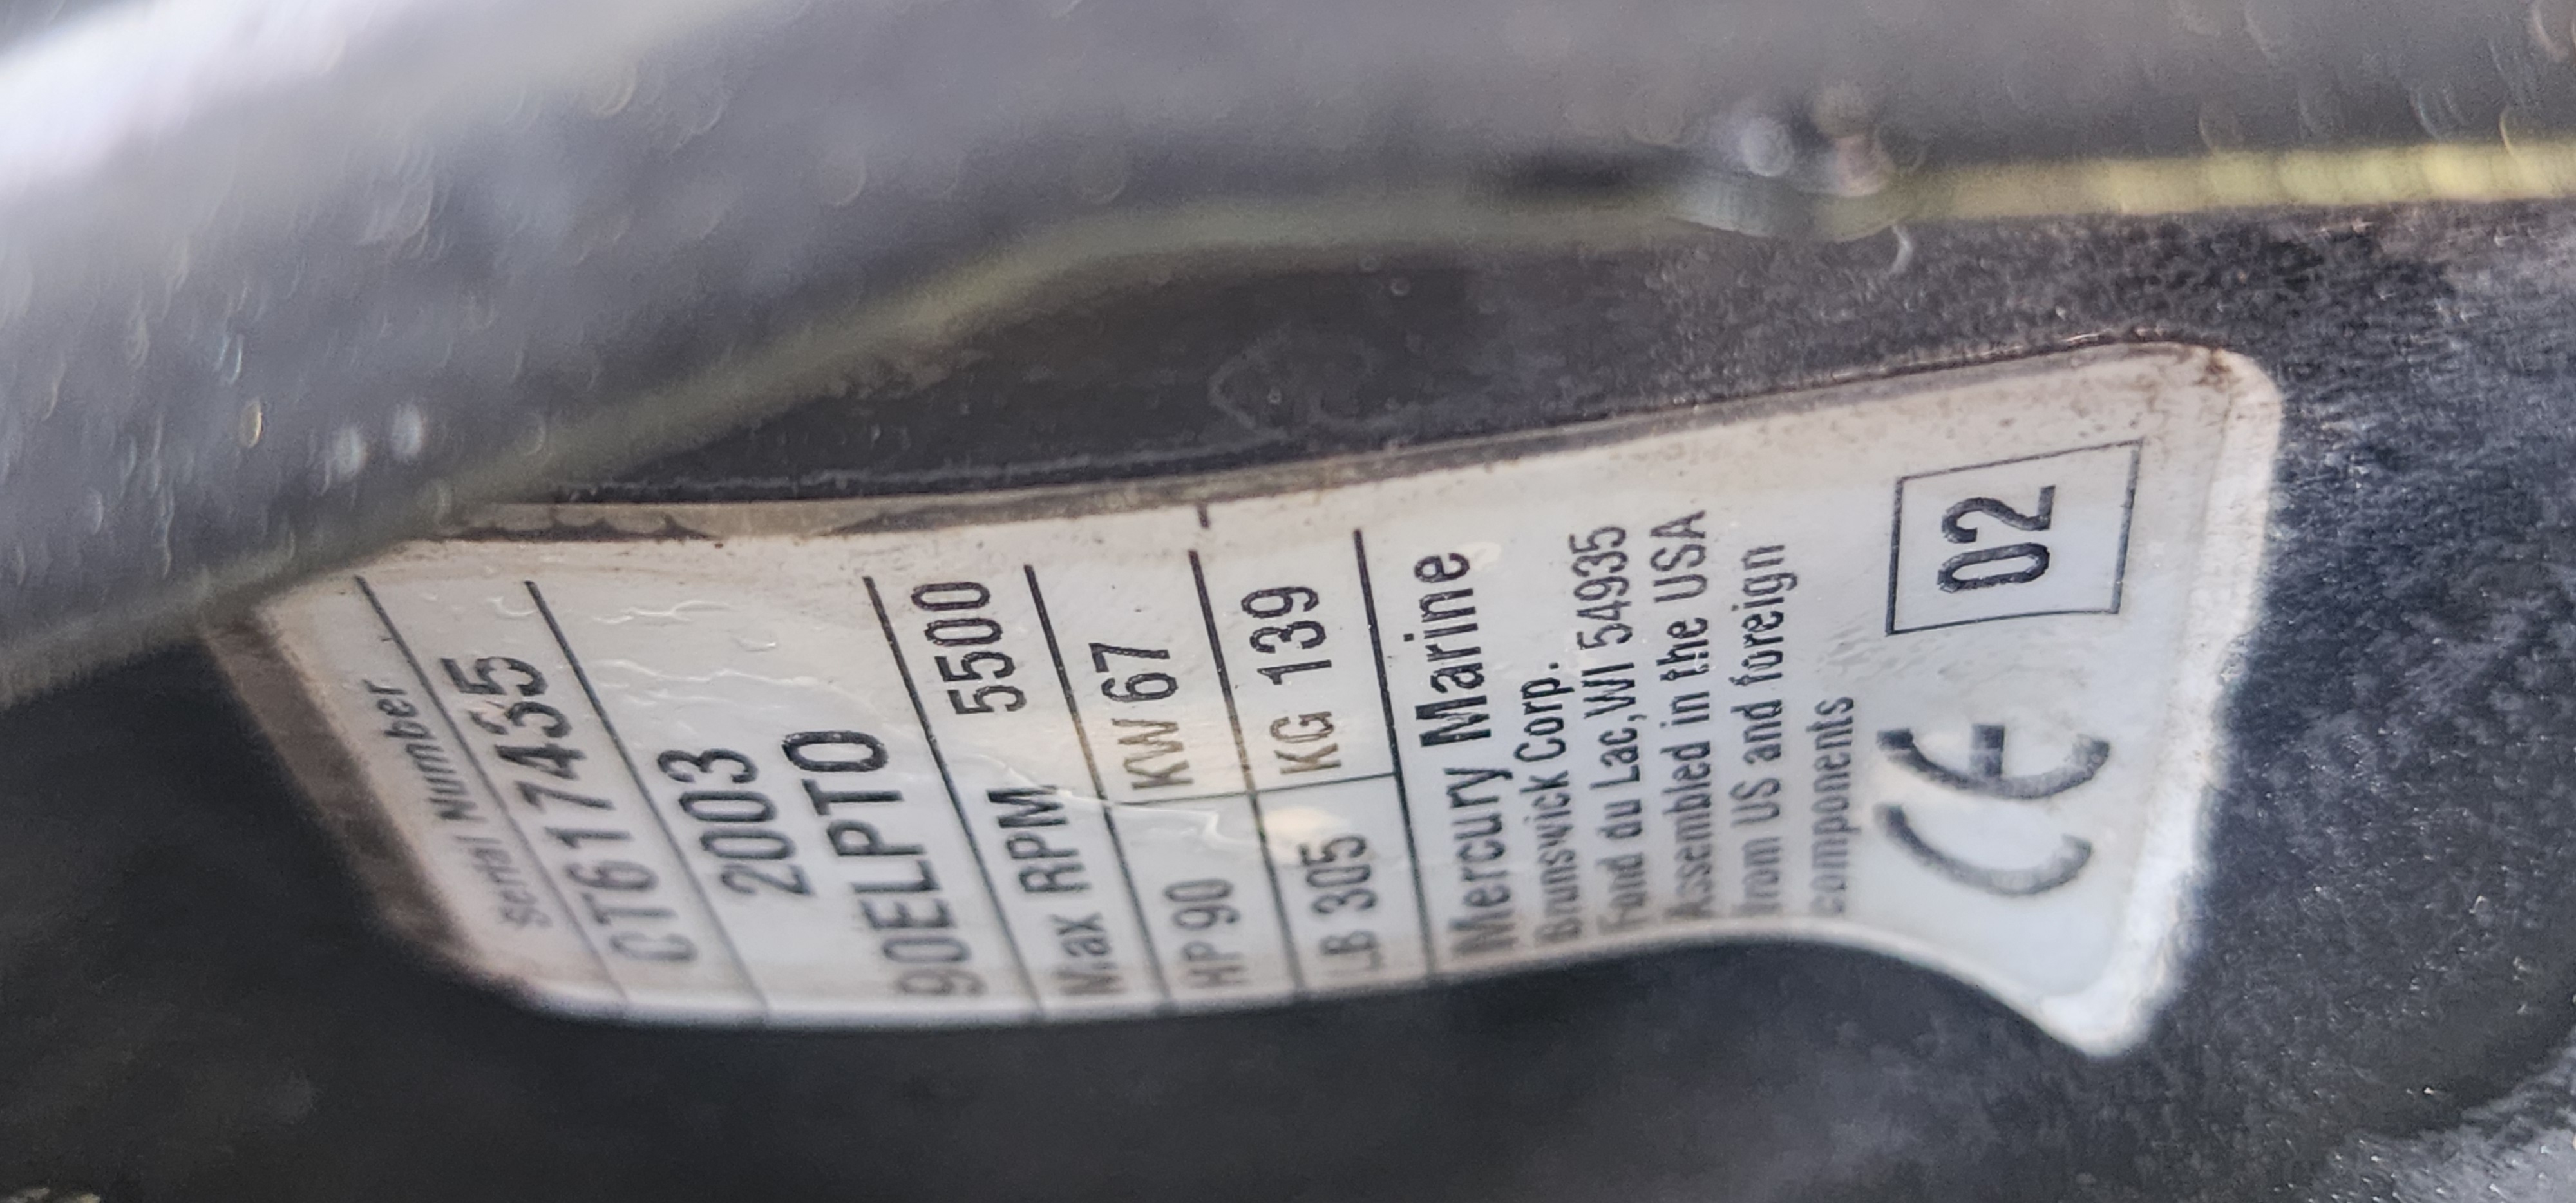 Serial Number
0T617435
2003
90ELPTO
Max RPM 5500
HP 90 KW 67
LB 305 KG 139
Mercury Marine
Brunswick Corp.
Fond du Lac,WI 54935
Assembled in the USA
from US and foreign
components
CE 02